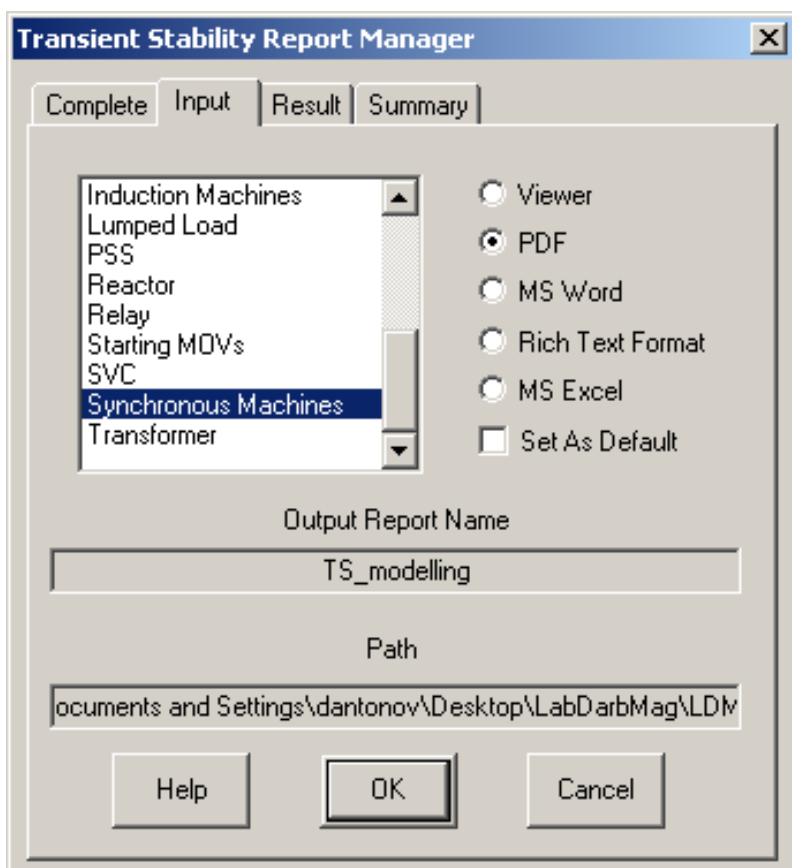 Transient Stability Report Manager
Complete Input Result Summary
Induction Machines
Lumped Load
PSS
Reactor
Relay
Starting MOVs
SVC
Synchronous Machines
Transformer
Viewer
PDF
MS Word
Rich Text Format
MS Excel
Set As Default
Output Report Name
TS_modelling
Path
ocuments and Settings\dantonov\Desktop\LabDarbMag\LDM
Help OK Cancel